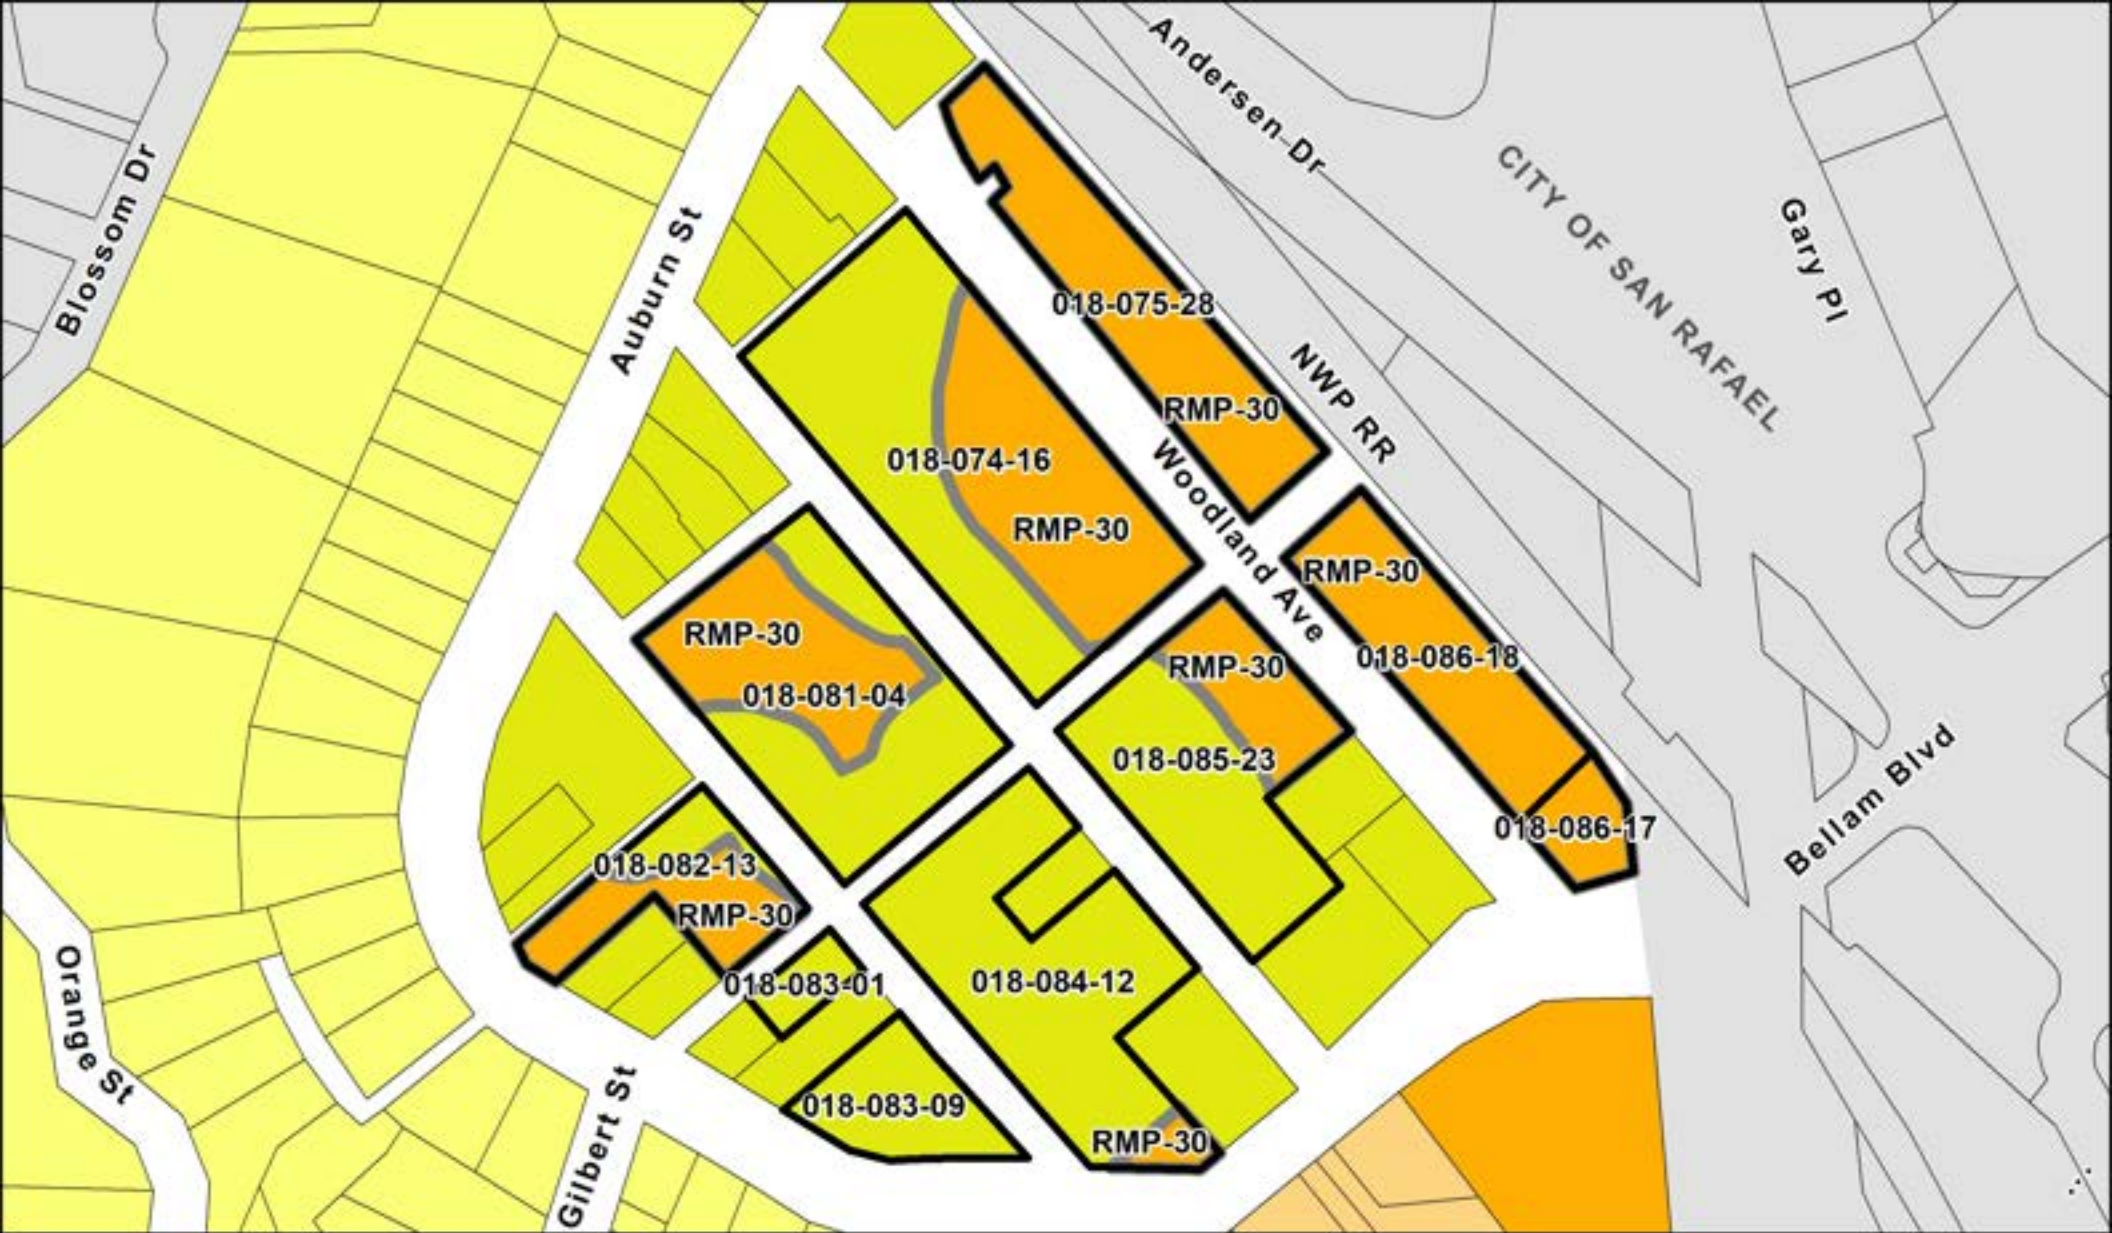 Andersen Dr
CITY OF SAN RAFAEL
Gary Pl
Blossom Dr
Auburn St
018-075-28
NWP RR
RMP-30
018-074-16
Woodland Ave
RMP-30
RMP-30
RMP-30
018-081-04
RMP-30
018-086-18
018-085-23
018-086-17
Bellam Blvd
018-082-13
RMP-30
018-083-01
018-084-12
Orange St
018-083-09
RMP-30
Gilbert St